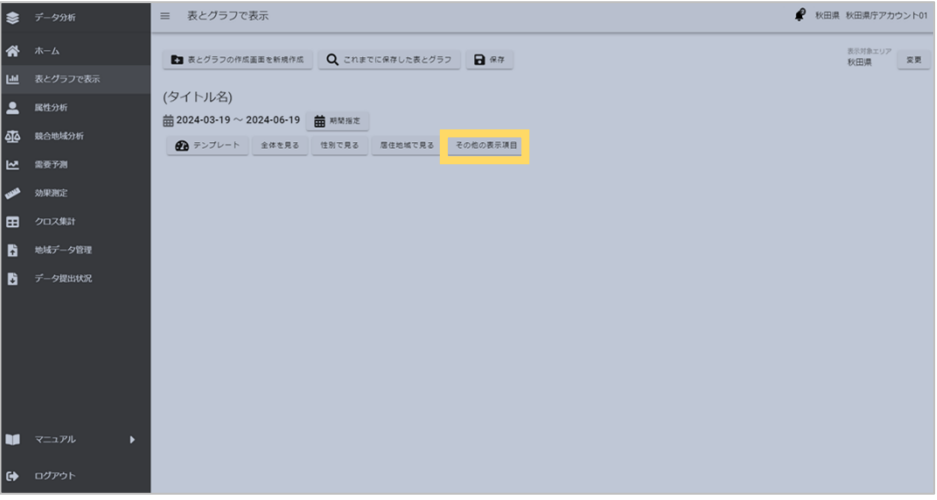 データ分析
表とグラフで表示
秋田県 秋田県庁アカウント01
ホーム
表とグラフで表示
属性分析
競合地域分析
需要予測
効果測定
クロス集計
地域データ管理
データ提出状況
マニュアル
ログアウト
表とグラフの作成画面を新規作成
これまでに保存した表とグラフ
保存
表示対象エリア
秋田県
変更
(タイトル名)
2024-03-19 ~ 2024-06-19
期間指定
テンプレート
全体を見る
性別で見る
居住地域で見る
その他の表示項目